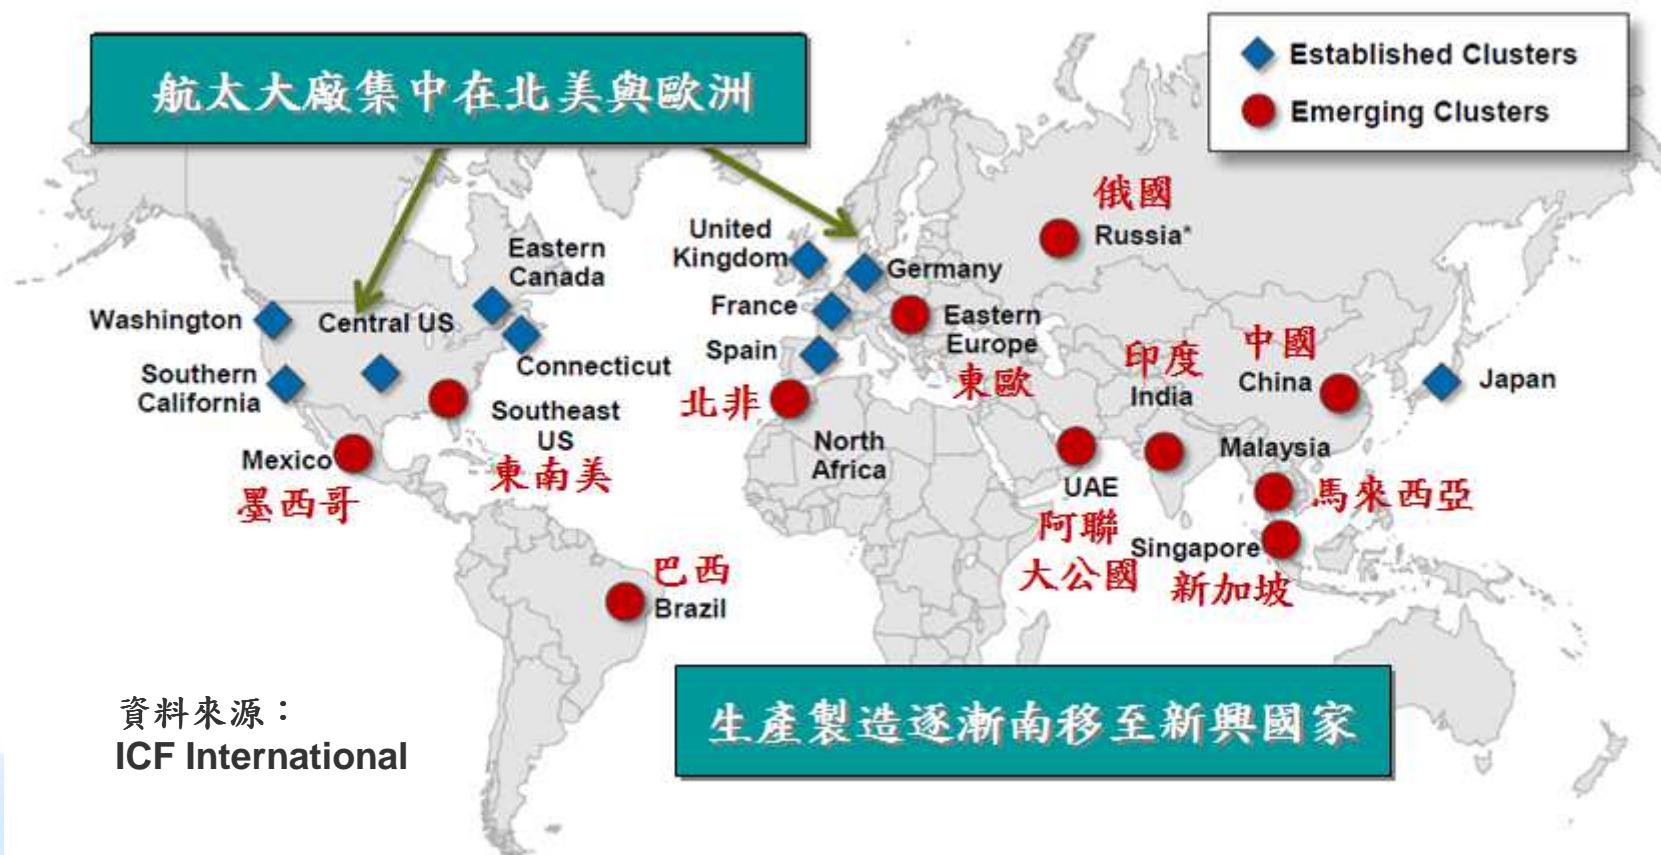 航太大廠集中在北美與歐洲
Established Clusters
Emerging Clusters
俄國
Russia*
United
Kingdom
Germany
Eastern
Canada
France
Washington
Central US
Eastern
Europe
東歐
Connecticut
Spain
印度
India
中國
China
Japan
Southern
California
北非
Southeast
US
東南美
North
Africa
Mexico
墨西哥
UAE
阿聯
大公國
Malaysia
馬來西亞
Singapore
新加坡
巴西
Brazil
生產製造逐漸南移至新興國家
資料來源：
ICF International